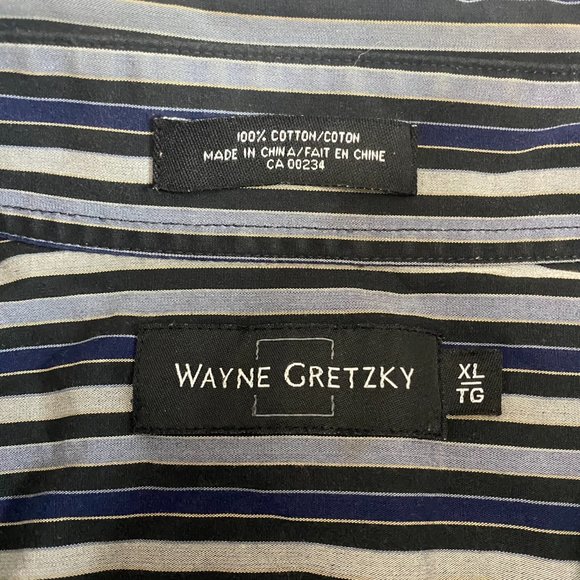 100% COTTON/COTON
MADE IN CHINA/FAIT EN CHINE
CA 00234
WAYNE GRETZKY
XL
TG